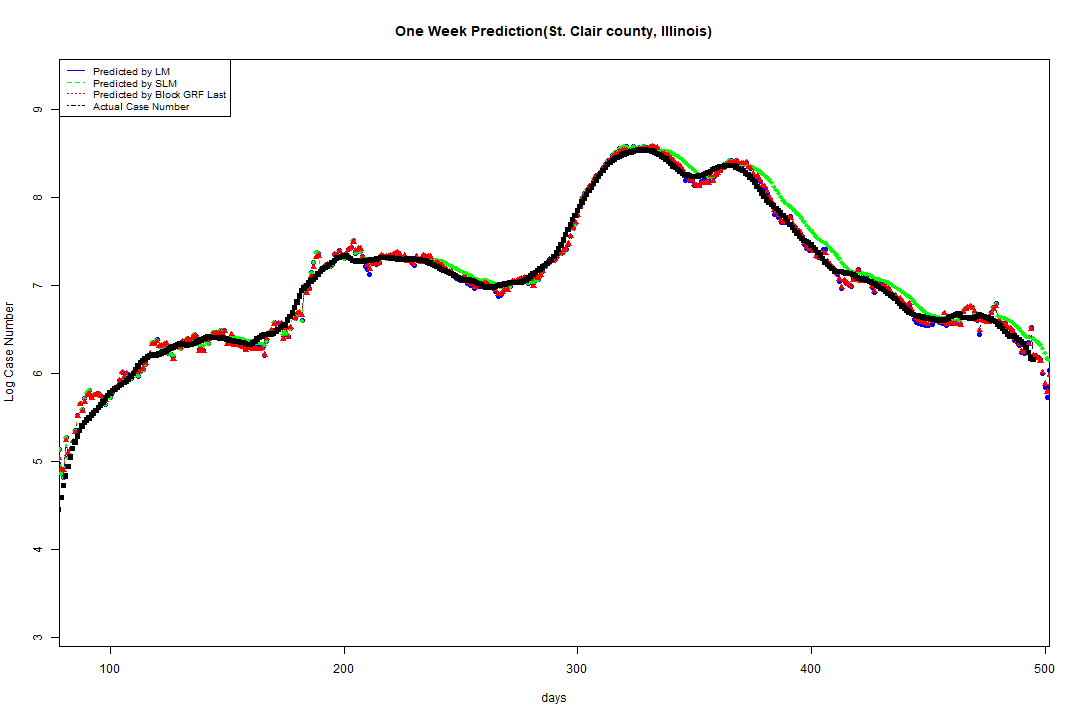 One Week Prediction(St. Clair county, Illinois)
Predicted by LM
Predicted by SLM
Predicted by Block GRF Last
Actual Case Number
Log Case Number
9
8
7
6
5
4
3
100 200 300 400 500
days